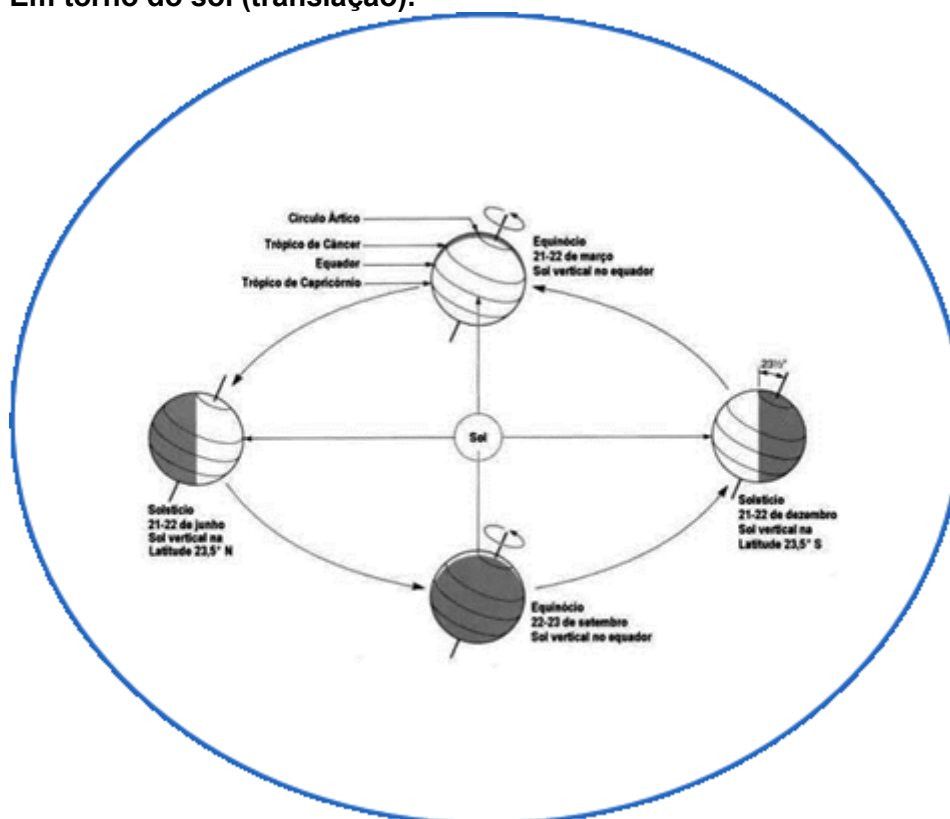 Em torno do sol (translação):
Círculo Ártico
Trópico de Câncer
Equador
Trópico de Capricórnio
Equinócio
21-22 de março
Sol vertical no equador
23½°
Sol
Solstício
21-22 de junho
Sol vertical na
Latitude 23,5° N
Solstício
21-22 de dezembro
Sol vertical na
Latitude 23,5° S
Equinócio
22-23 de setembro
Sol vertical no equador